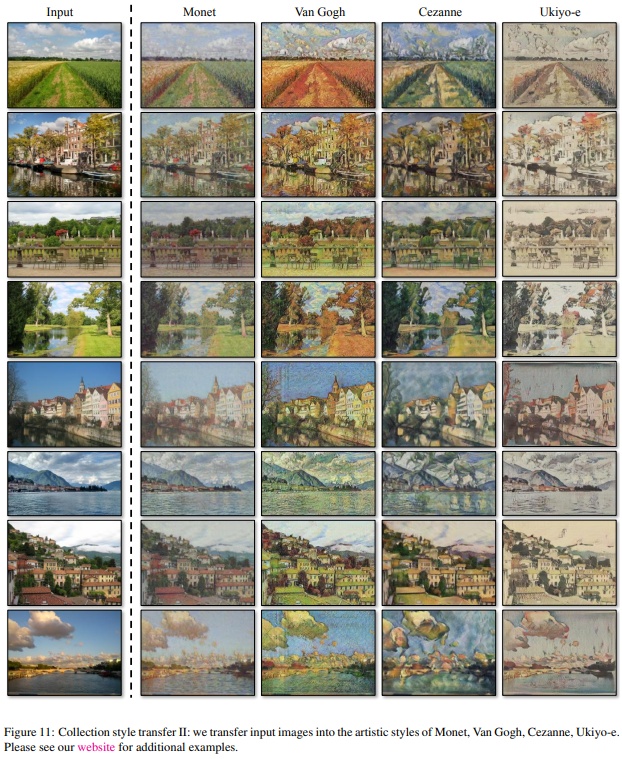 Input Monet Van Gogh Cezanne Ukiyo-e
Figure 11: Collection style transfer II: we transfer input images into the artistic styles of Monet, Van Gogh, Cezanne, Ukiyo-e.
Please see our website for additional examples.